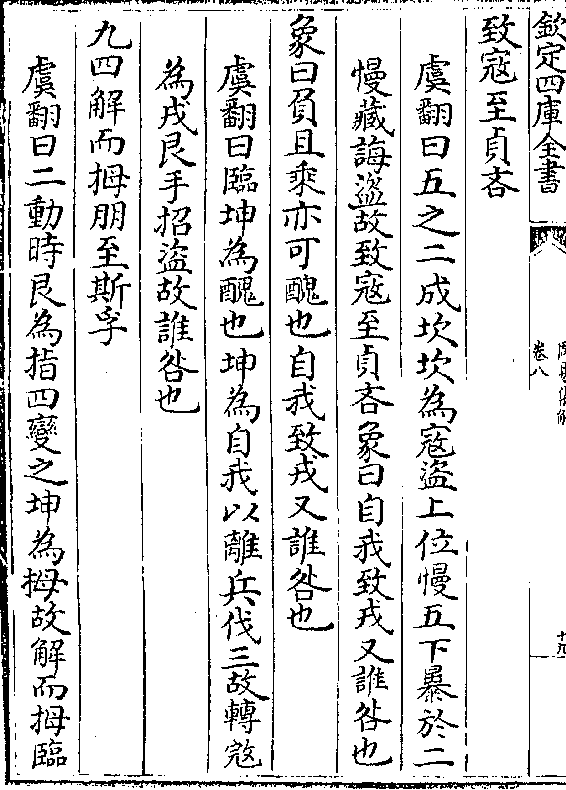 欽定四庫全書
卷八
十九
致寇至貞吝
虞翻曰五之二成坎坎為寇盜上位慢五下暴於二
慢藏誨盜故致寇至貞吝象曰自我致戎又誰咎也
象曰負且乘亦可醜也自我致戎又誰咎也
虞翻曰臨坤為醜也坤為自我以離兵伐三故轉寇
為戎艮手招盜故誰咎也
九四解而拇朋至斯孚
虞翻曰二動時艮為指四變之坤為拇故解而拇臨